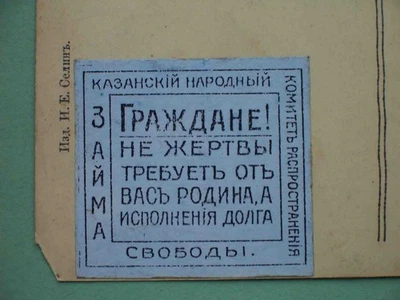 Изд. И. Е. Селинъ.
КАЗАНСКІЙ НАРОДНЫЙ
КОМИТЕТЪ РАСПРОСТРАНЕНІЯ
ЗАЙМА
СВОБОДЫ.
ГРАЖДАНЕ!
НЕ ЖЕРТВЫ
ТРЕБУЕТЪ ОТЪ
ВАСЪ РОДИНА, А
ИСПОЛНЕНІЯ ДОЛГА